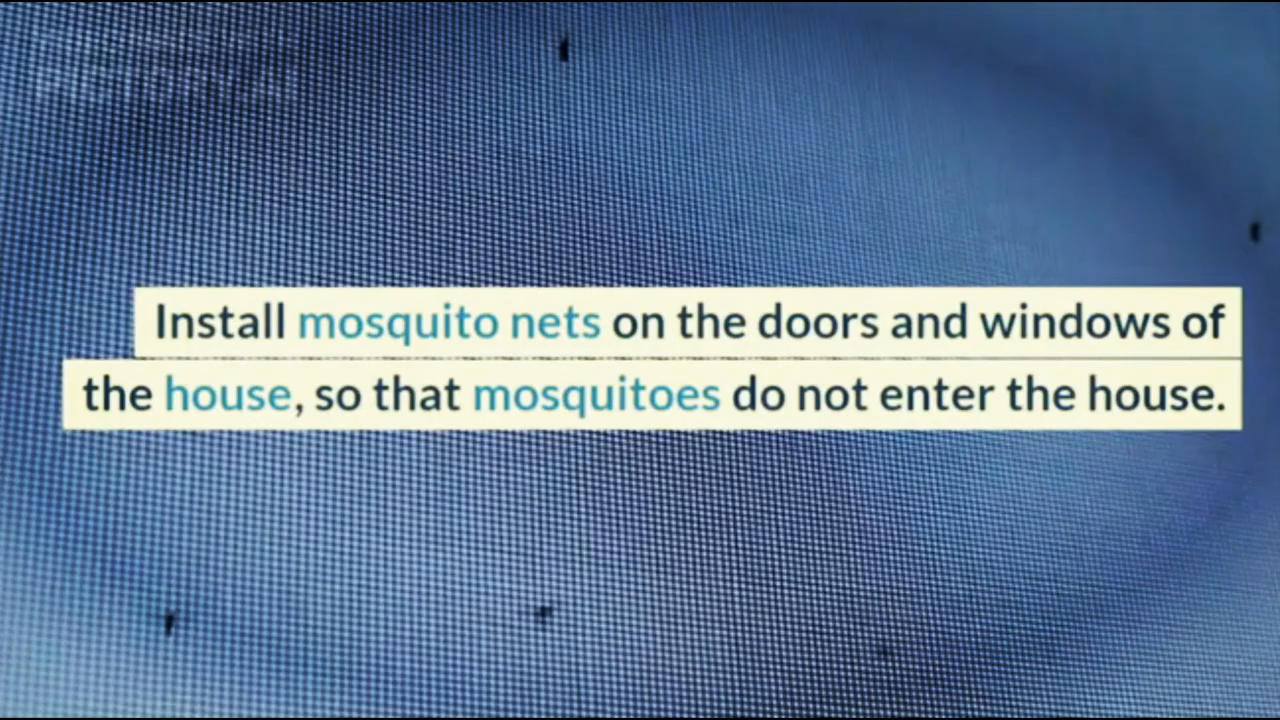 Install mosquito nets on the doors and windows of
the house, so that mosquitoes do not enter the house.